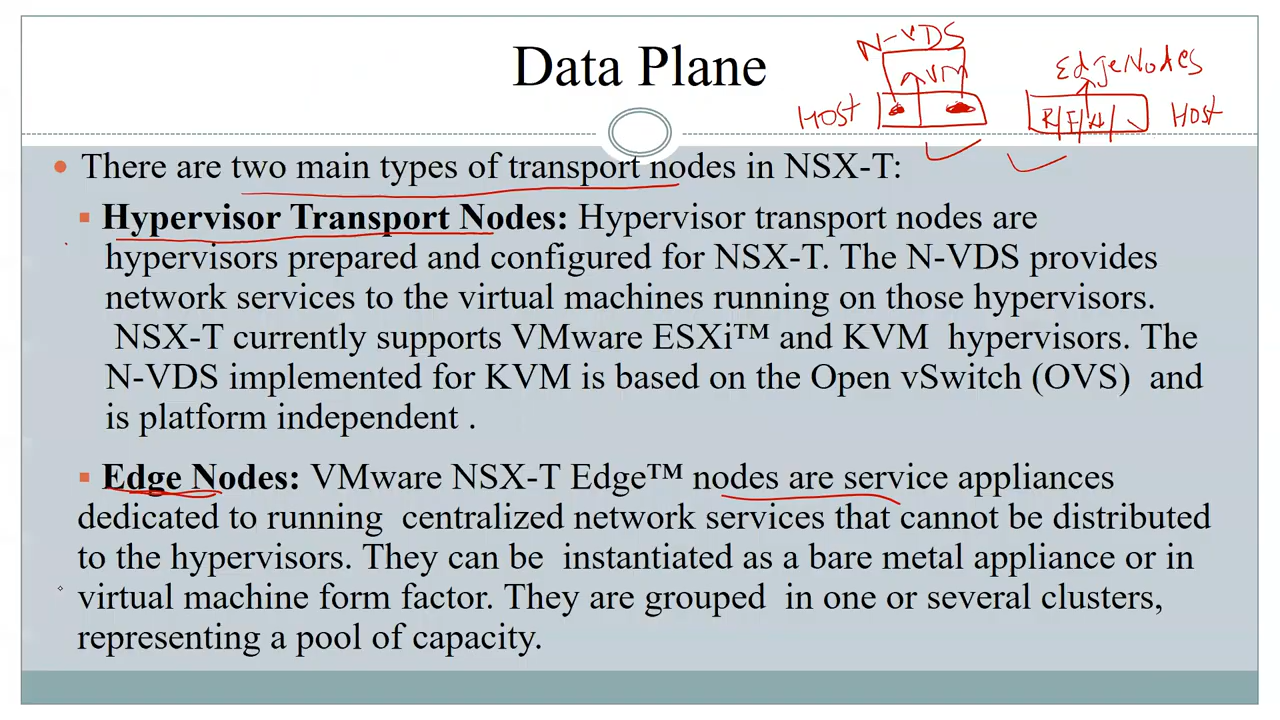 Data Plane
N-VDS
VM
HOST
EdgeNodes
HOST
• There are two main types of transport nodes in NSX-T:
▪ Hypervisor Transport Nodes: Hypervisor transport nodes are
hypervisors prepared and configured for NSX-T. The N-VDS provides
network services to the virtual machines running on those hypervisors.
NSX-T currently supports VMware ESXi™ and KVM hypervisors. The
N-VDS implemented for KVM is based on the Open vSwitch (OVS) and
is platform independent .
▪ Edge Nodes: VMware NSX-T Edge™ nodes are service appliances
dedicated to running centralized network services that cannot be distributed
to the hypervisors. They can be instantiated as a bare metal appliance or in
virtual machine form factor. They are grouped in one or several clusters,
representing a pool of capacity.